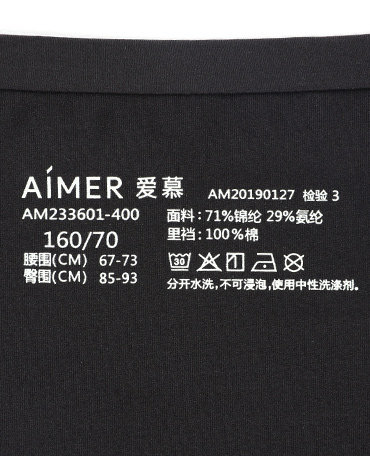 AIMER 爱慕
AM20190127 检验 3
AM233601-400
面料: 71%锦纶 29%氨纶
160/70
里裆: 100%棉
腰围(CM) 67-73
臀围(CM) 85-93
30
分开水洗,不可浸泡,使用中性洗涤剂。